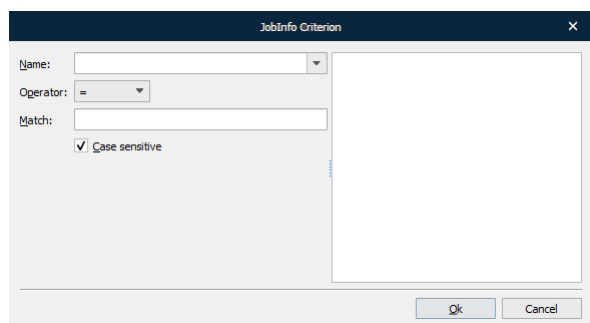 JobInfo Criterion
Name:
Operator: =
Match:
Case sensitive
Ok Cancel